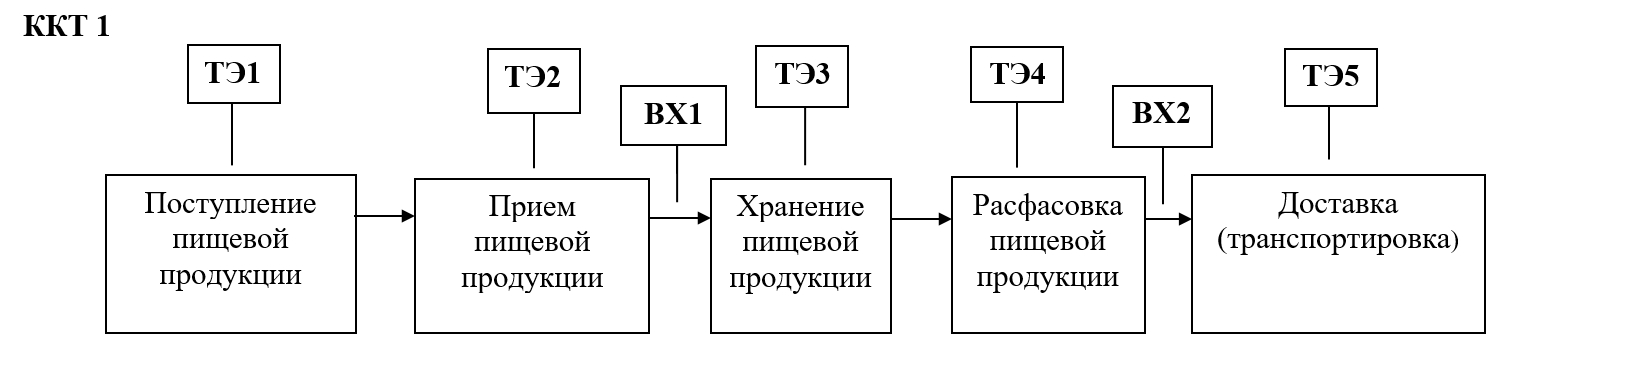 ККТ 1
ТЭ1
ТЭ2
ВХ1
ТЭ3
ТЭ4
ВХ2
ТЭ5
Поступление
пищевой
продукции
Прием
пищевой
продукции
Хранение
пищевой
продукции
Расфасовка
пищевой
продукции
Доставка
(транспортировка)